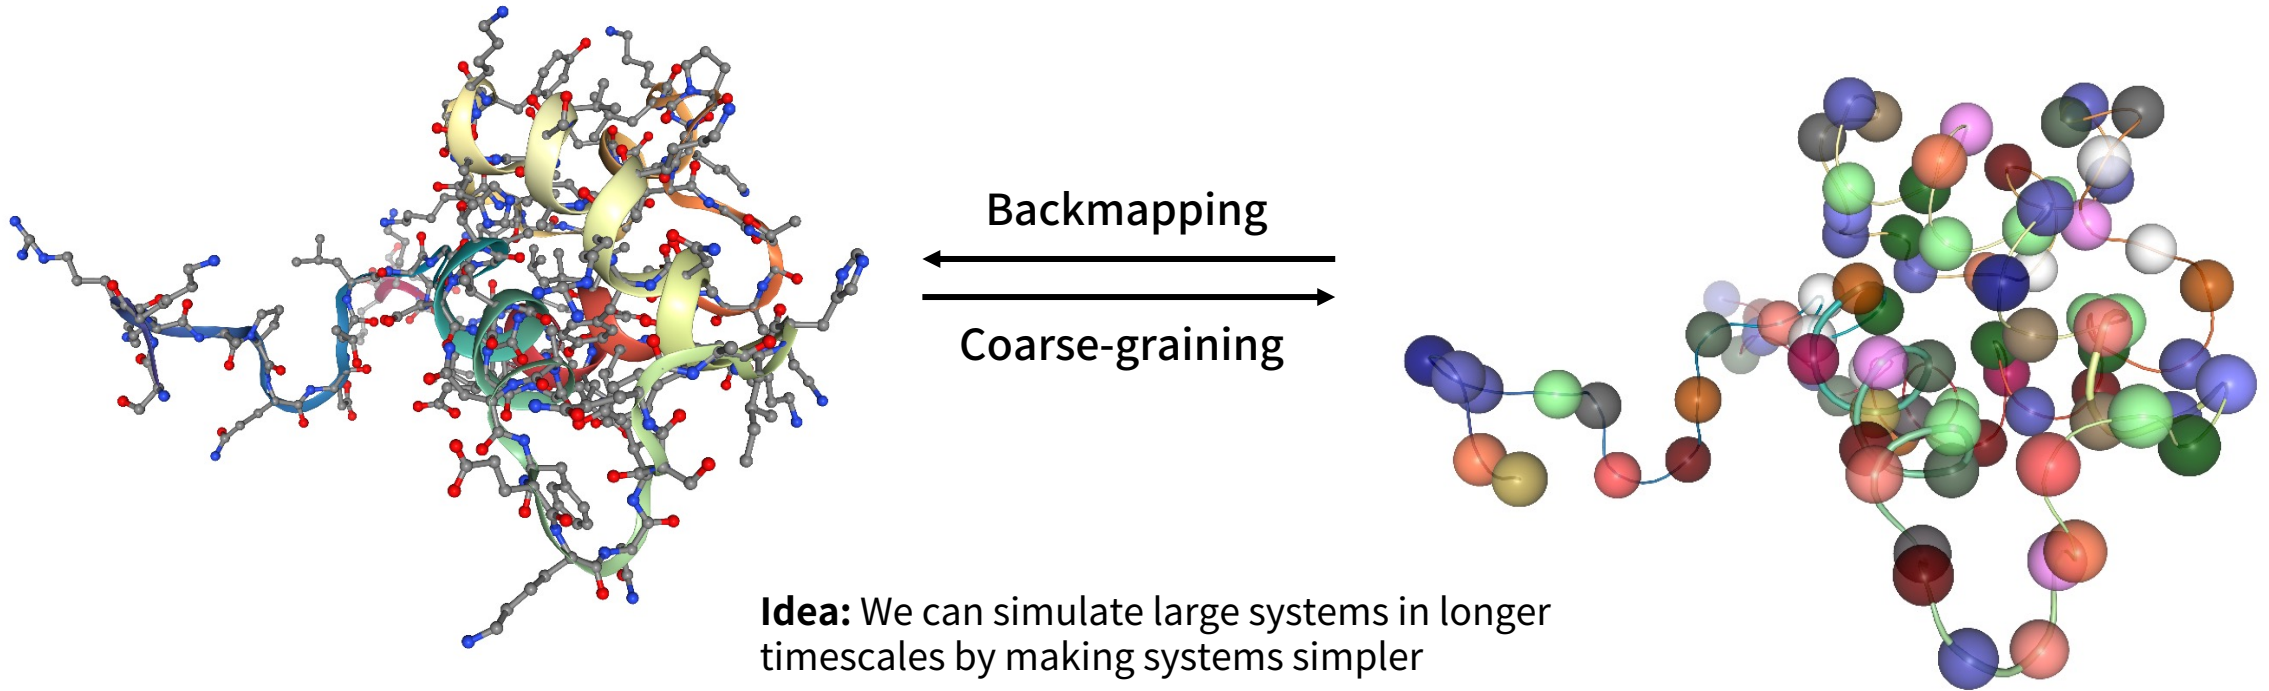 Backmapping
Coarse-graining
Idea: We can simulate large systems in longer
timescales by making systems simpler